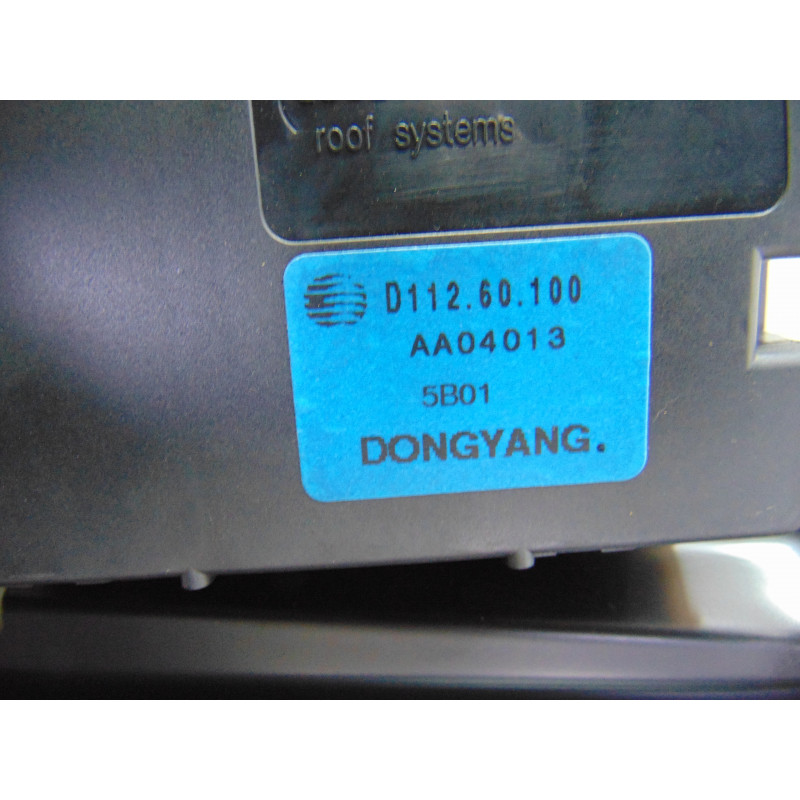 roof systems
D112.60.100
AA04013
5B01
DONGYANG.